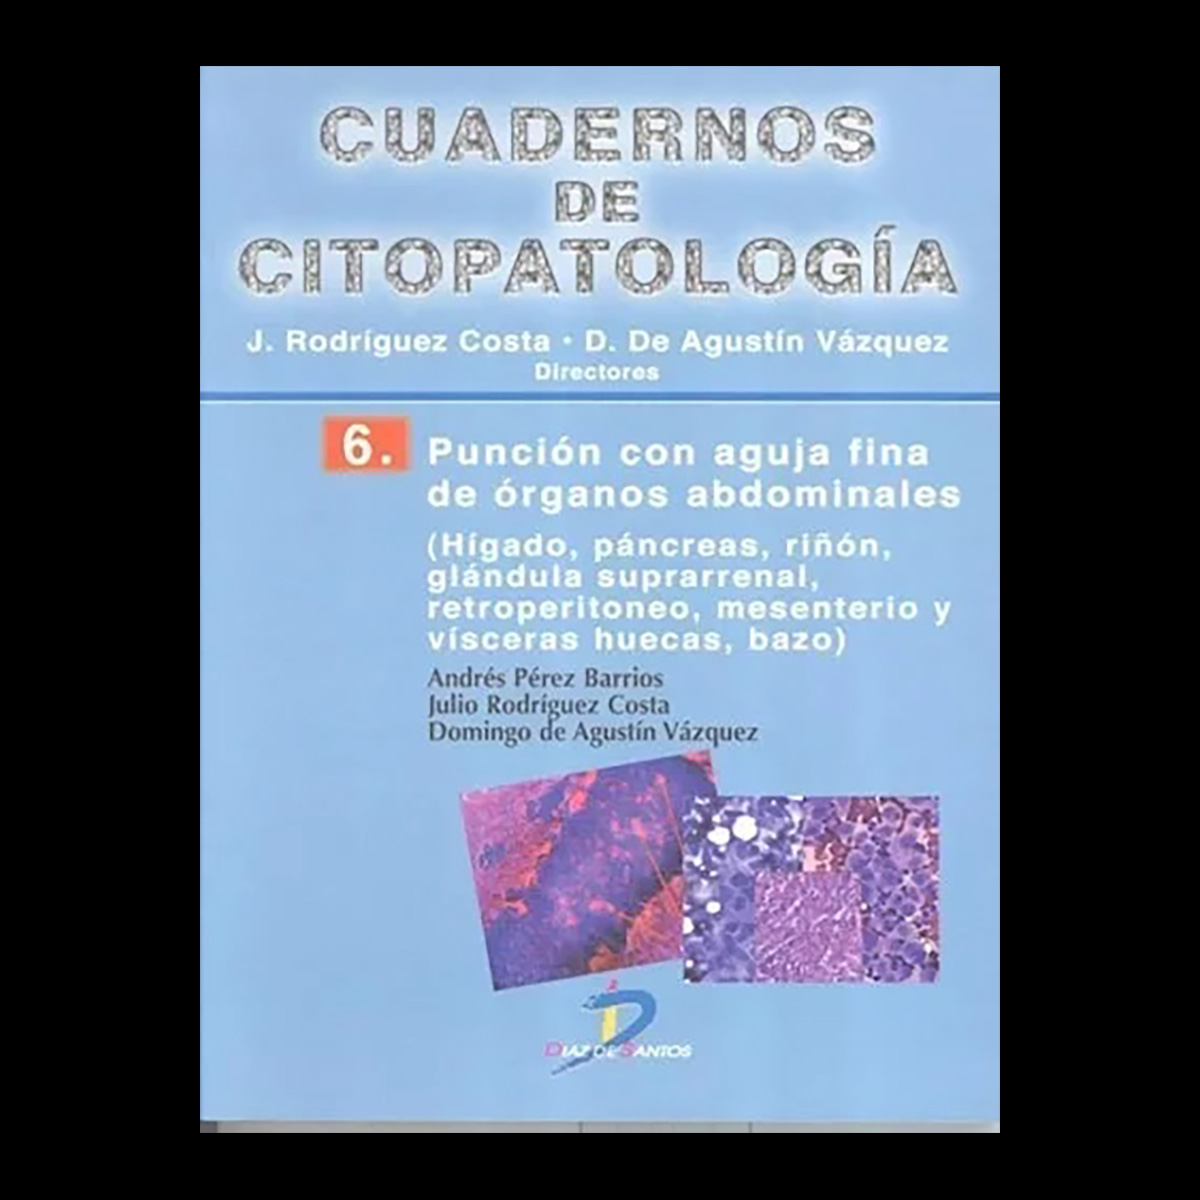 CUADERNOS
DE
CITOPATOLOGÍA
J. Rodríguez Costa • D. De Agustín Vázquez
Directores
6. Punción con aguja fina
de órganos abdominales
(Hígado, páncreas, riñón,
glándula suprarrenal,
retroperitoneo, mesenterio y
vísceras huecas, bazo)
Andrés Pérez Barrios
Julio Rodríguez Costa
Domingo de Agustín Vázquez
DIAZ DE SANTOS